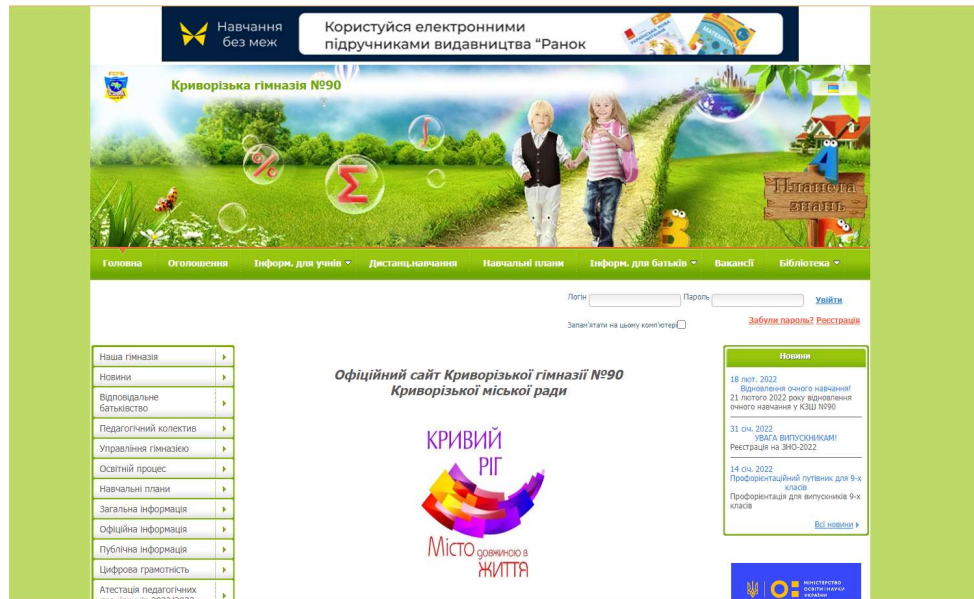 Навчання
без меж
Користуйся електронними
підручниками видавництва “Ранок
Криворізька гімназія №90
Планета
знань
Головна Оголошення Інформ. для учнів Дистанц.навчання Навчальні плани Інформ. для батьків Вакансії Бібліотека
Логін Пароль Увійти
Запам'ятати на цьому комп'ютері Забули пароль? Реєстрація
Наша гімназія
Новини
Відповідальне
батьківство
Педагогічний колектив
Управління гімназією
Освітній процес
Навчальні плани
Загальна інформація
Офіційна інформація
Публічна інформація
Цифрова грамотність
Атестація педагогічних
Офіційний сайт Криворізької гімназії №90
Криворізької міської ради
КРИВИЙ
РІГ
Місто довжиною в
ЖИТТЯ
Новини
18 лют. 2022
Відновлення очного навчання!
21 лютого 2022 року відновлення
очного навчання у КЗШ №90
31 січ. 2022
УВАГА ВИПУСКНИКАМ!
Реєстрація на ЗНО-2022
14 січ. 2022
Профорієнтаційний путівник для 9-х
класів
Профорієнтація для випускників 9-х
класів
Всі новини
МІНІСТЕРСТВО
ОСВІТИ І НАУКИ
УКРАЇНИ